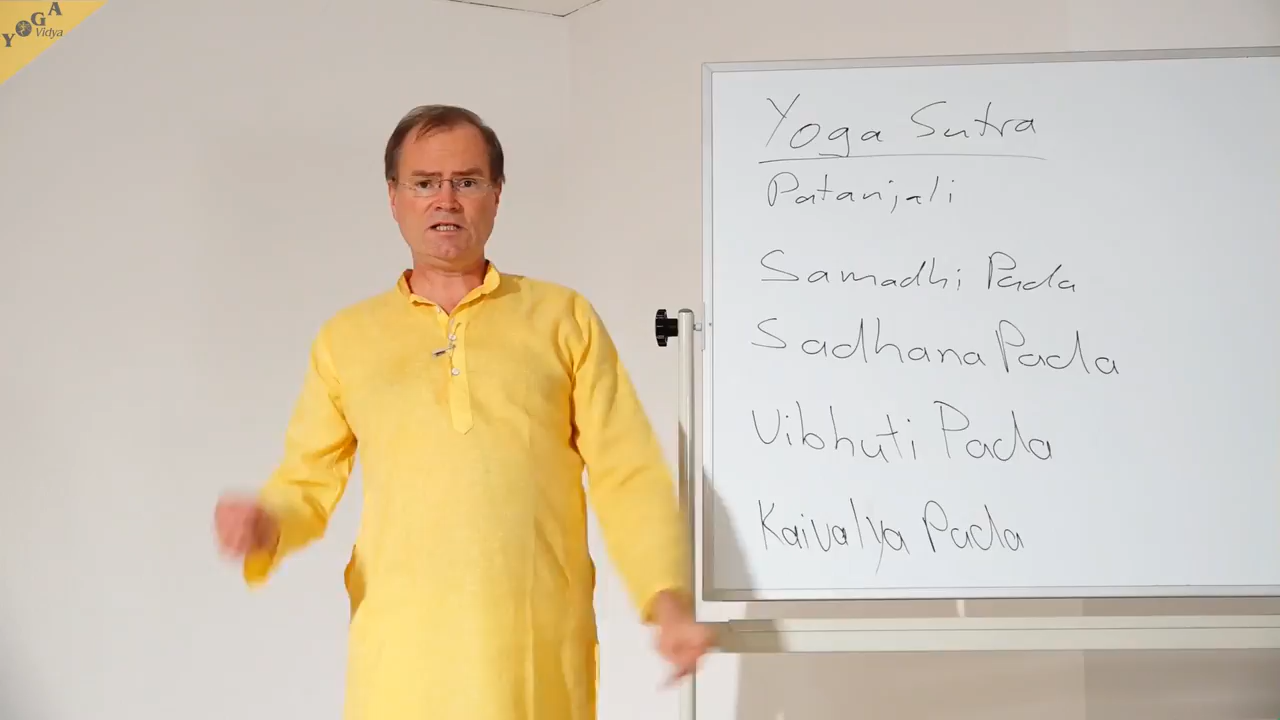 YOGA
Vidya
Yoga Sutra
Patanjali
Samadhi Pada
Sadhana Pada
Vibhuti Pada
Kaivalya Pada